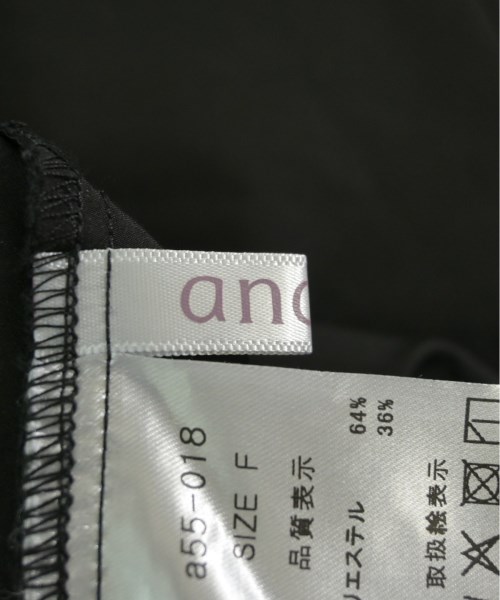 anc
a55-018
SIZE F
品質表示
リエステル 64%
36%
取扱絵表示